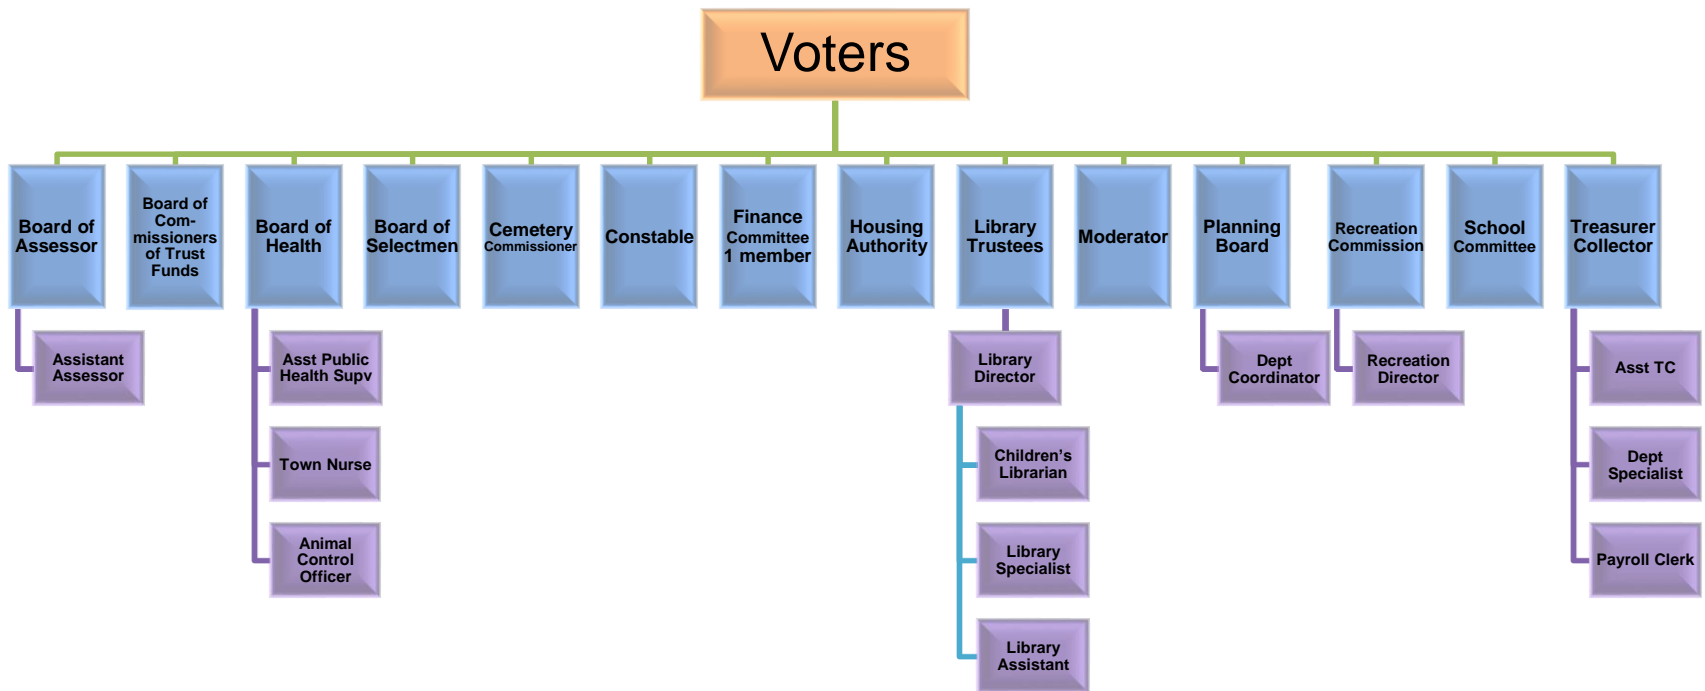 Voters
Board of
Assessor
Board of
Com-
missioners
of Trust
Funds
Board of
Health
Board of
Selectmen
Cemetery
Commissioner
Constable
Finance
Committee
1 member
Housing
Authority
Library
Trustees
Moderator
Planning
Board
Recreation
Commission
School
Committee
Treasurer
Collector
Assistant
Assessor
Asst Public
Health Supv
Town Nurse
Animal
Control
Officer
Library
Director
Children’s
Librarian
Library
Specialist
Library
Assistant
Dept
Coordinator
Recreation
Director
Asst TC
Dept
Specialist
Payroll Clerk